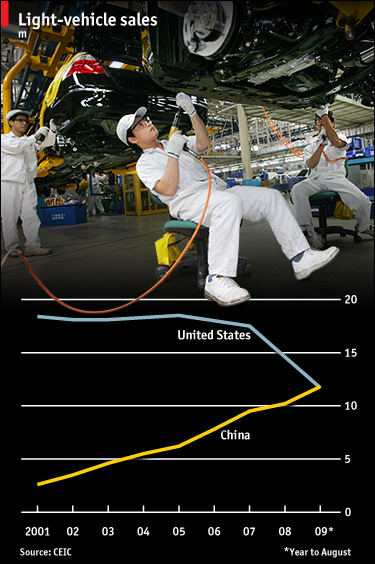 Light-vehicle sales
m
20
United States
15
China
10
5
0
2001 02 03 04 05 06 07 08 09*
Source: CEIC *Year to August